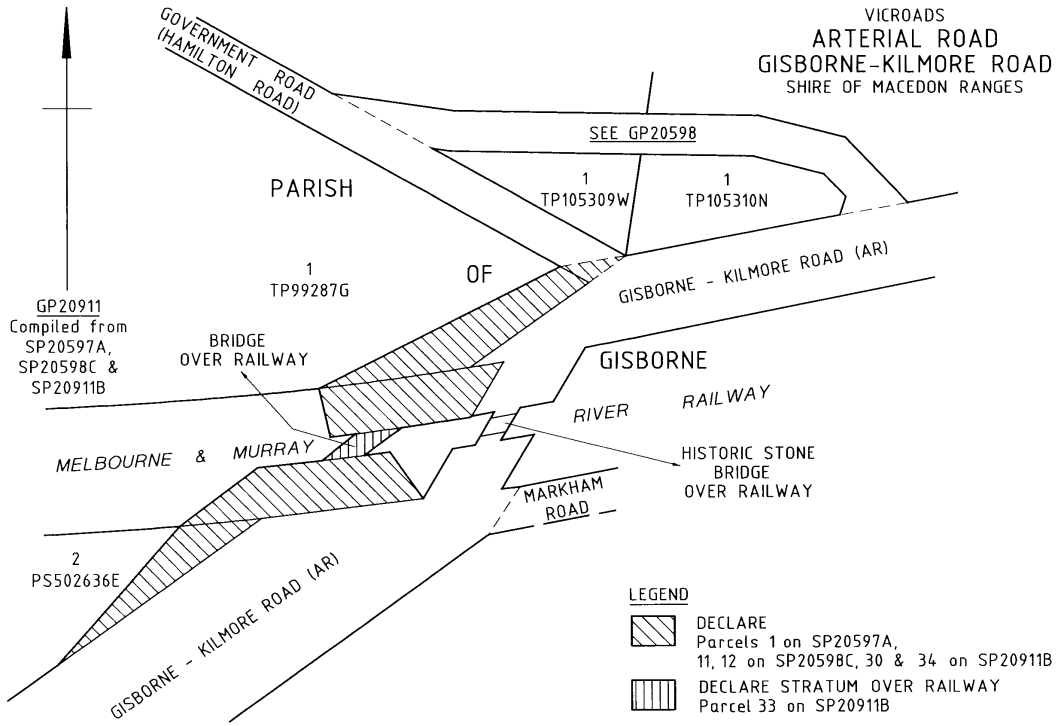 VICROADS
ARTERIAL ROAD
GISBORNE-KILMORE ROAD
SHIRE OF MACEDON RANGES
GOVERNMENT ROAD
(HAMILTON ROAD)
SEE GP20598
1
TP105309W
1
TP105310N
PARISH
OF
GISBORNE
1
TP99287G
GISBORNE - KILMORE ROAD (AR)
GP20911
Compiled from
SP20597A,
SP20598C &
SP20911B
BRIDGE
OVER RAILWAY
MELBOURNE & MURRAY
RIVER RAILWAY
HISTORIC STONE
BRIDGE
OVER RAILWAY
MARKHAM
ROAD
2
PS502636E
GISBORNE - KILMORE ROAD (AR)
LEGEND
DECLARE
Parcels 1 on SP20597A,
11, 12 on SP20598C, 30 & 34 on SP20911B
DECLARE STRATUM OVER RAILWAY
Parcel 33 on SP20911B